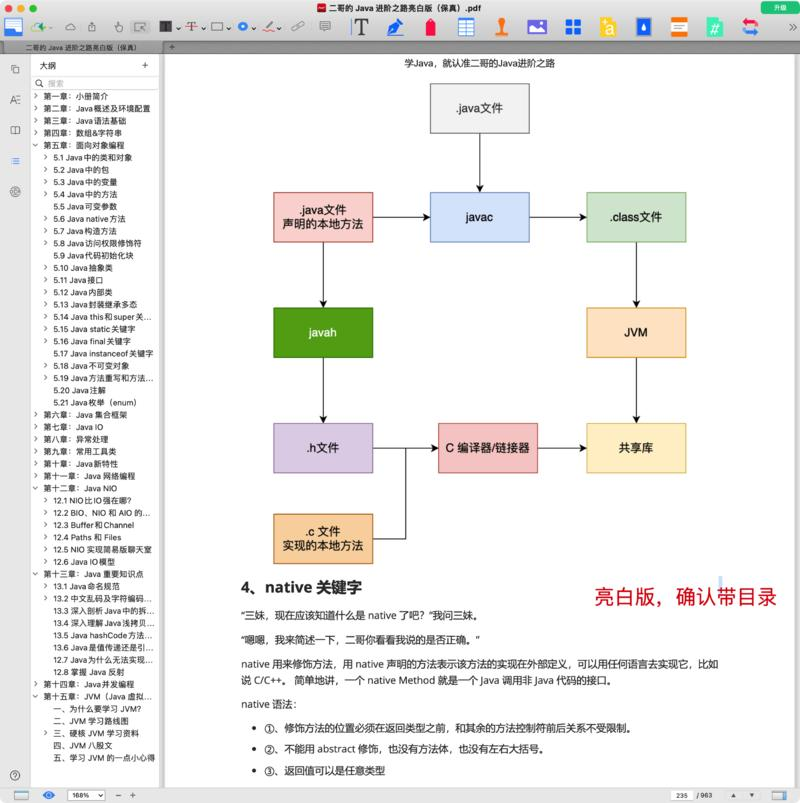 二哥的 Java 进阶之路亮白版（保真）.pdf
升级
二哥的 Java 进阶之路亮白版（保真）
大纲
搜索
第一章：小册简介
第二章：Java概述及环境配置
第三章：Java语法基础
第四章：数组&字符串
第五章：面向对象编程
5.1 Java中的类和对象
5.2 Java中的包
5.3 Java中的变量
5.4 Java中的方法
5.5 Java可变参数
5.6 Java native方法
5.7 Java构造方法
5.8 Java访问权限修饰符
5.9 Java代码初始化块
5.10 Java抽象类
5.11 Java接口
5.12 Java内部类
5.13 Java封装继承多态
5.14 Java this和super关...
5.15 Java static关键字
5.16 Java final关键字
5.17 Java instanceof关键字
5.18 Java不可变对象
5.19 Java方法重写和方法...
5.20 Java注解
5.21 Java枚举（enum）
第六章：Java 集合框架
第七章：Java IO
第八章：异常处理
第九章：常用工具类
第十章：Java新特性
第十一章：Java 网络编程
第十二章：Java NIO
12.1 NIO比IO强在哪？
12.2 BIO、NIO 和 AIO 的...
12.3 Buffer和Channel
12.4 Paths 和 Files
12.5 NIO 实现简易版聊天室
12.6 Java IO模型
第十三章：Java 重要知识点
13.1 Java命名规范
13.2 中文乱码及字符编码...
13.3 深入剖析 Java中的拆...
13.4 深入理解 Java浅拷贝...
13.5 Java hashCode方法...
13.6 Java是值传递还是引...
12.7 Java为什么无法实现...
12.8 掌握 Java 反射
第十四章：Java并发编程
第十五章：JVM（Java 虚拟...
一、为什么要学习 JVM？
二、JVM 学习路线图
三、硬核 JVM 学习资料
四、JVM 八股文
五、学习 JVM 的一点小心得
学Java，就认准二哥的Java进阶之路
.java文件
.java文件
声明的本地方法
javac
.class文件
javah
JVM
.h文件
C 编译器/链接器
共享库
.c 文件
实现的本地方法
4、native 关键字
亮白版，确认带目录
“三妹，现在应该知道什么是 native 了吧？”我问三妹。
“嗯嗯，我来简述一下，二哥你看看我说的是否正确。”
native 用来修饰方法，用 native 声明的方法表示该方法的实现在外部定义，可以用任何语言去实现它，比如
说 C/C++。 简单地讲，一个 native Method 就是一个 Java 调用非 Java 代码的接口。
native 语法：
• ①、修饰方法的位置必须在返回类型之前，和其余的方法控制符前后关系不受限制。
• ②、不能用 abstract 修饰，也没有方法体，也没有左右大括号。
• ③、返回值可以是任意类型
168%
235 / 963